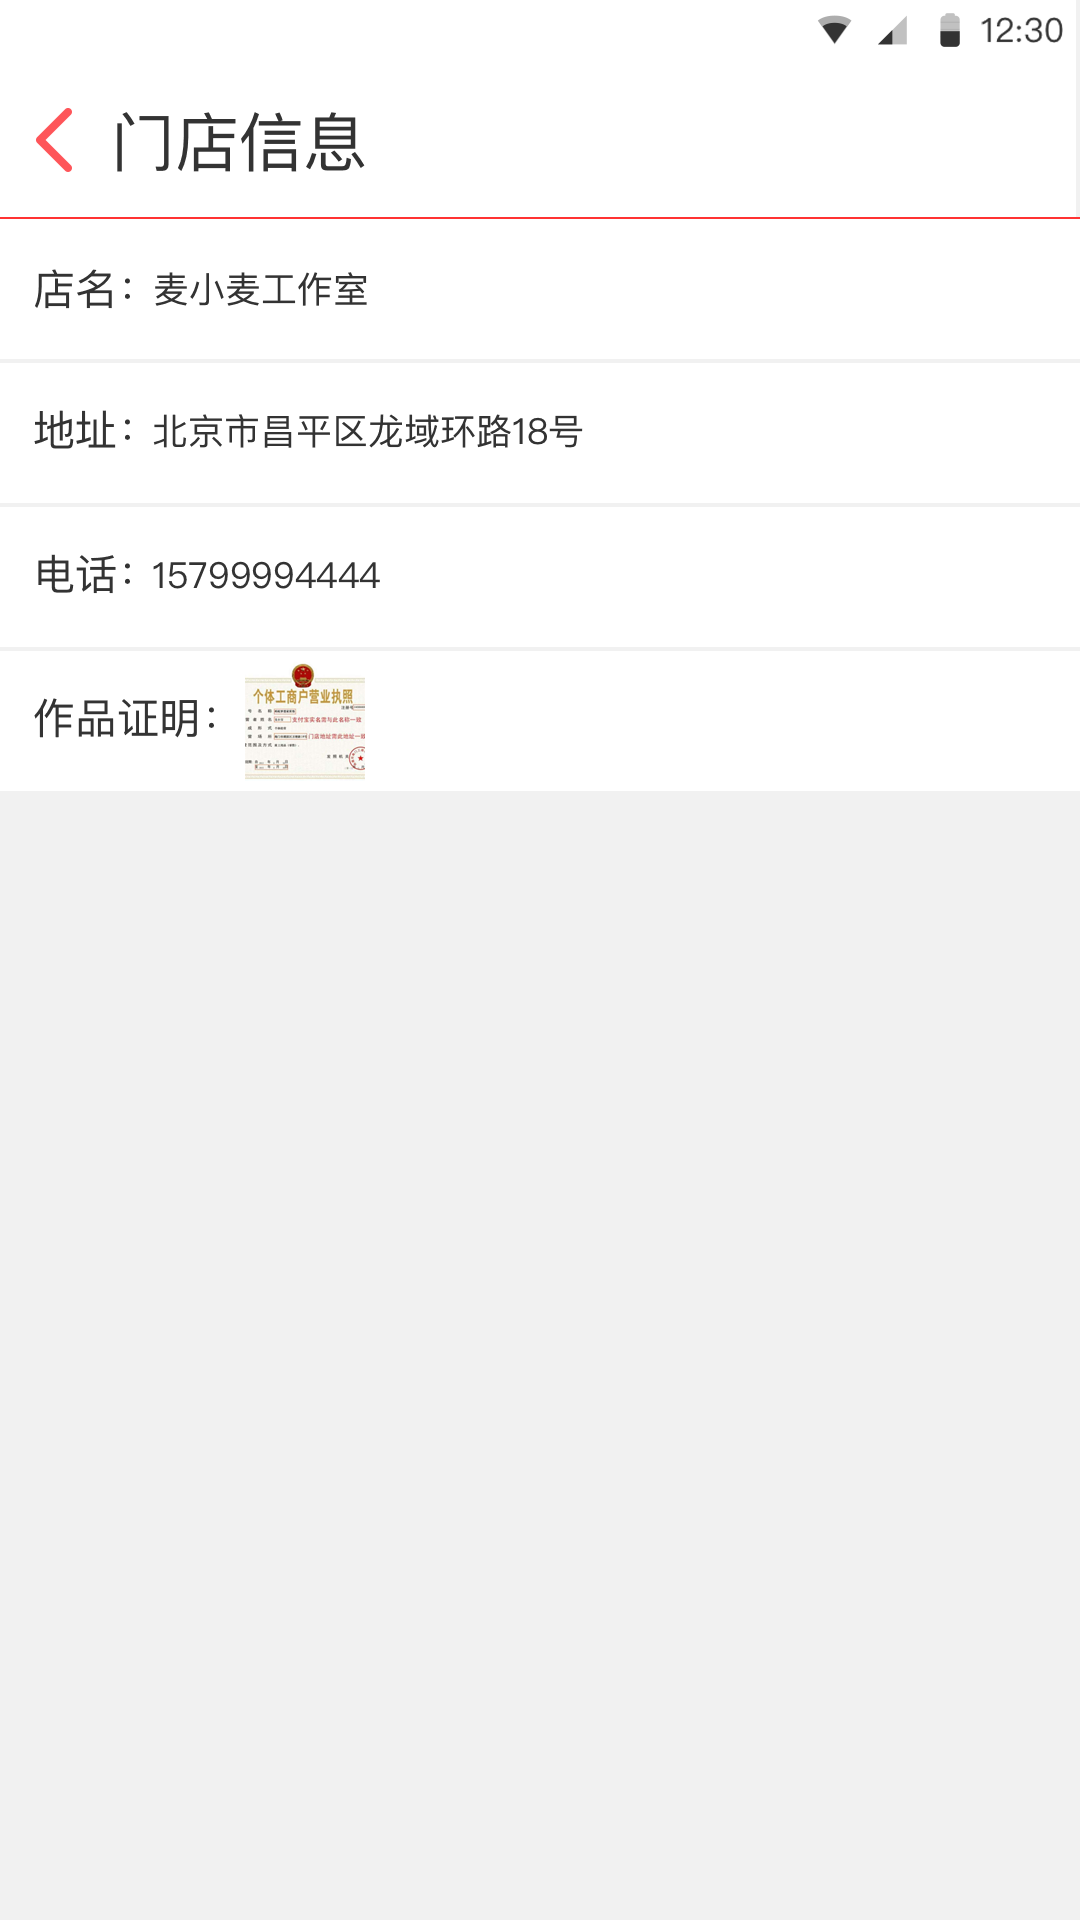 12:30
门店信息
店名：麦小麦工作室
地址：北京市昌平区龙域环路18号
电话：15799994444
作品证明：
个体工商户营业执照
支付宝实名需与此名称一致
门店地址需此地址一致